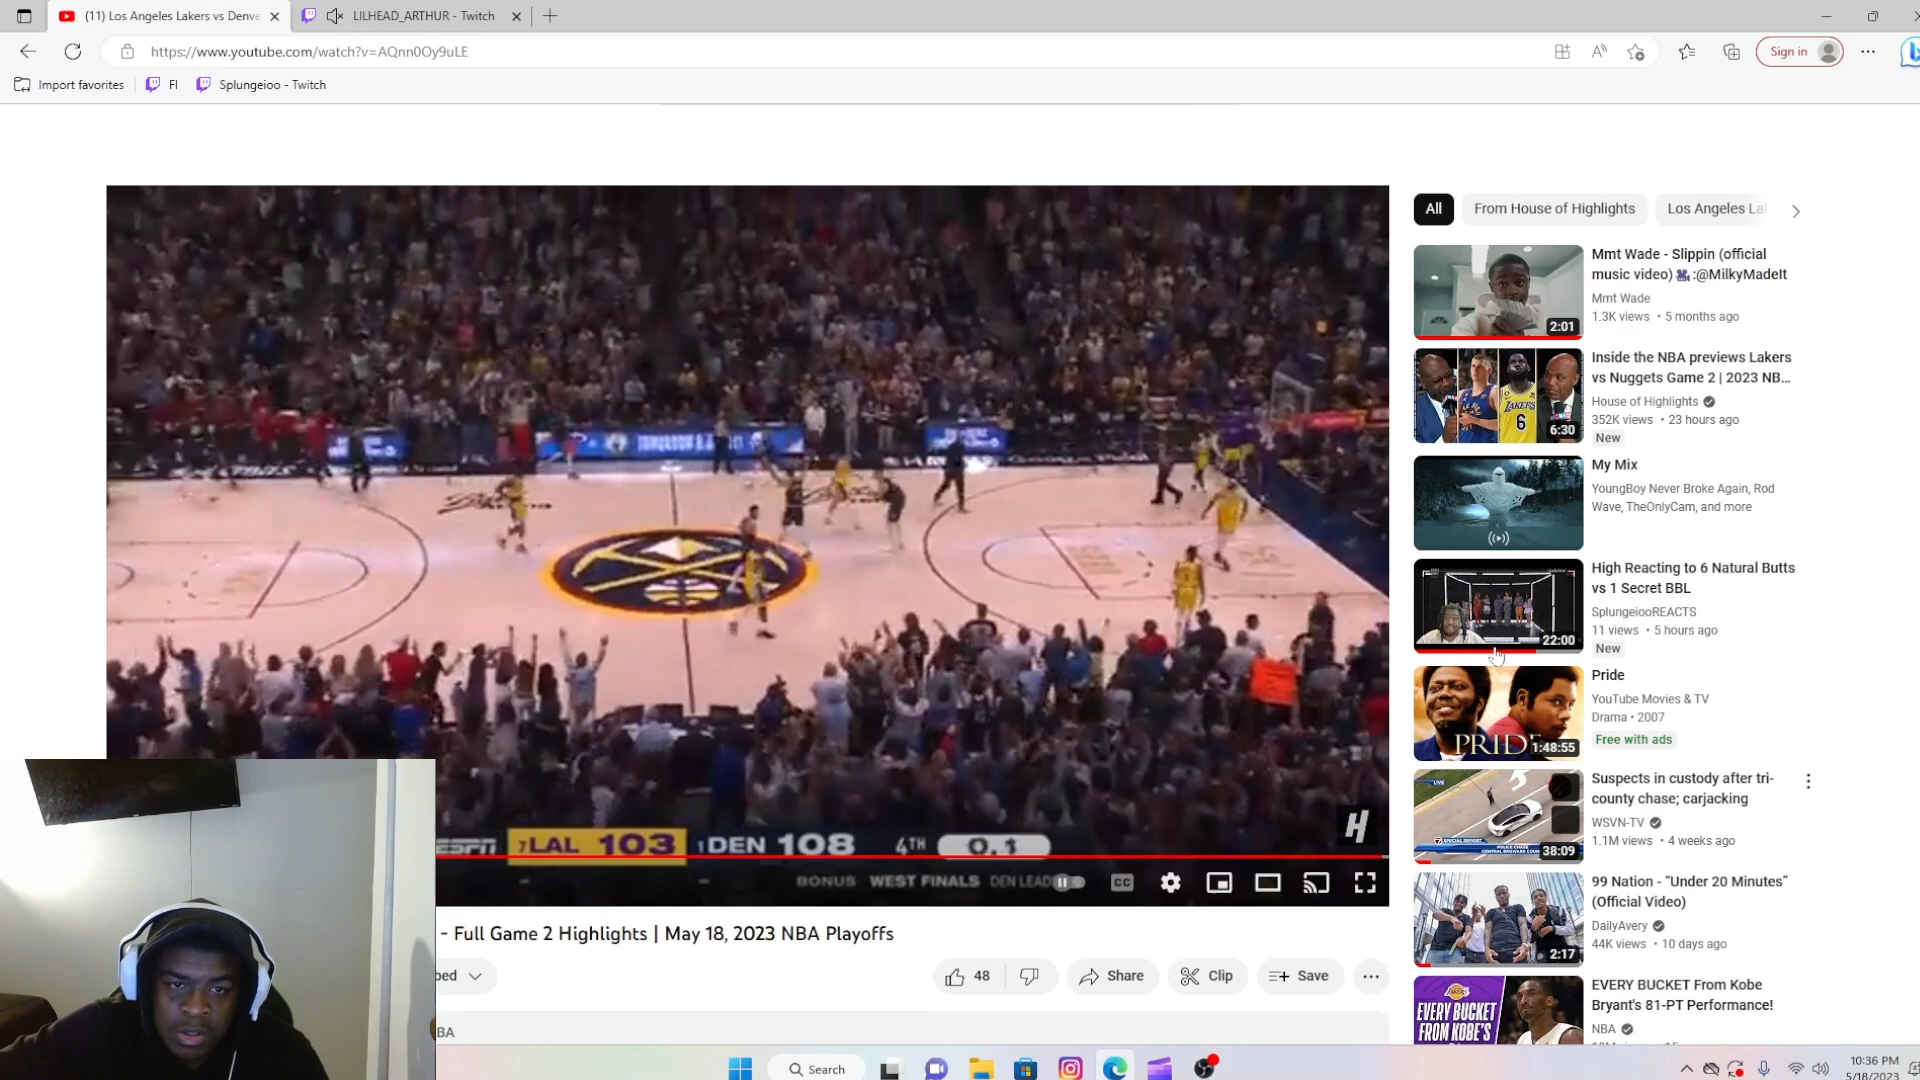 (11) Los Angeles Lakers vs Denve
LILHEAD_ARTHUR - Twitch
https://www.youtube.com/watch?v=AQnn0Oy9uLE
Sign in
Import favorites
FI
Splungeioo - Twitch
All
From House of Highlights
Los Angeles La
Mmt Wade - Slippin (official
music video) 🎥 :@MilkyMadeIt
Mmt Wade
1.3K views • 5 months ago
2:01
Inside the NBA previews Lakers
vs Nuggets Game 2 | 2023 NB...
House of Highlights
352K views • 23 hours ago
New
6:30
LAKERS
6
My Mix
YoungBoy Never Broke Again, Rod
Wave, TheOnlyCam, and more
High Reacting to 6 Natural Butts
vs 1 Secret BBL
SplungeiooREACTS
11 views • 5 hours ago
New
22:00
Pride
YouTube Movies & TV
Drama • 2007
Free with ads
PRIDE
1:48:55
Suspects in custody after tri-
county chase; carjacking
WSVN-TV
1.1M views • 4 weeks ago
LIVE
38:09
99 Nation - “Under 20 Minutes”
(Official Video)
DailyAvery
44K views • 10 days ago
2:17
EVERY BUCKET From Kobe
Bryant's 81-PT Performance!
NBA
EVERY BUCKET
FROM KOBE'S
H
ESPN 7 LAL 103 1 DEN 108 4TH 0.1
BONUS WEST FINALS DEN LEAD
CC
- Full Game 2 Highlights | May 18, 2023 NBA Playoffs
bed
48
Share
Clip
Save
BA
Search
10:36 PM
5/18/2023